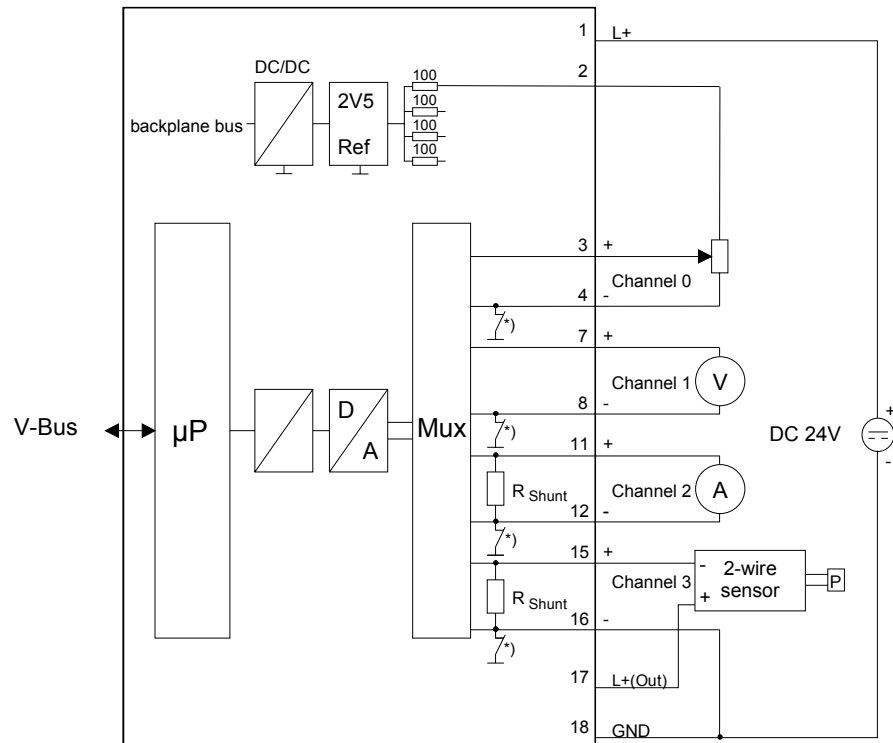 1 L+
2
DC/DC
100
2V5
100
100
100
backplane bus
Ref
3 +
Channel 0
4 -
*)
7 +
Channel 1 V
8 -
*)
V-Bus
µP
D
A
Mux
DC 24V
+
-
11 +
R Shunt
Channel 2 A
12 -
*)
15 +
Channel 3
- 2-wire
sensor
+
P
R Shunt
16 -
*)
17 L+(Out)
18 GND